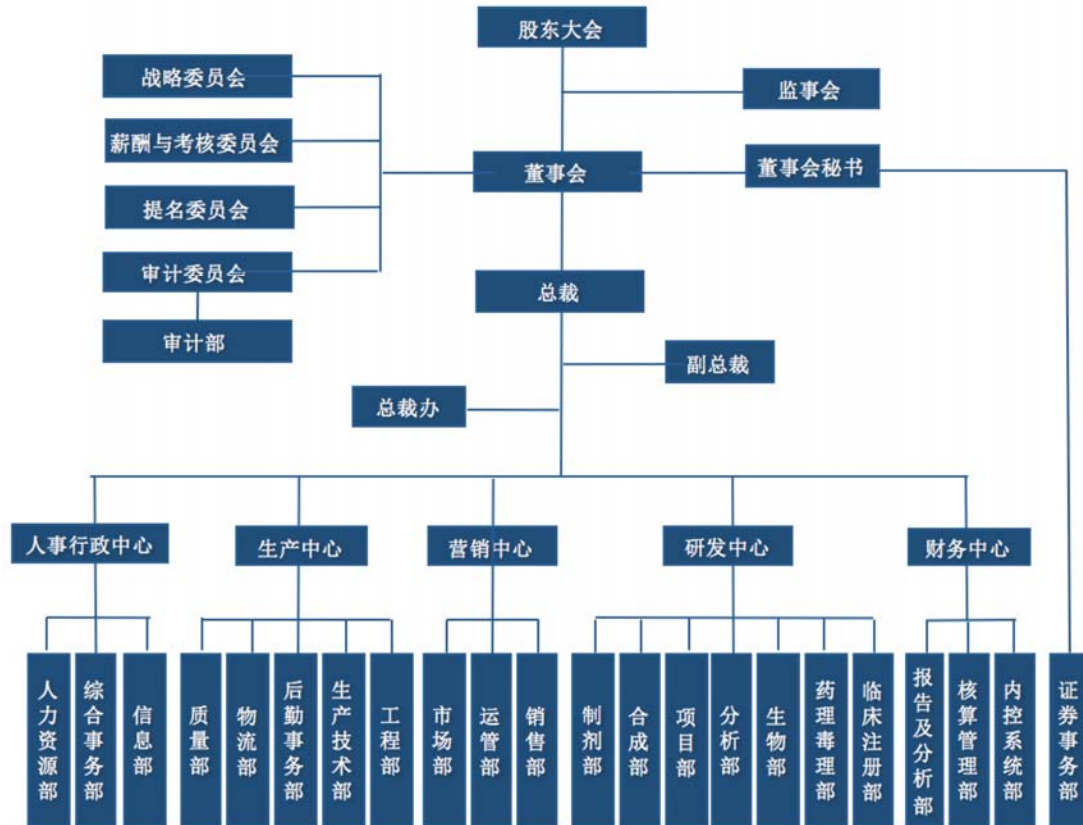 股东大会
战略委员会
监事会
薪酬与考核委员会
董事会
董事会秘书
提名委员会
审计委员会
总裁
审计部
副总裁
总裁办
人事行政中心
生产中心
营销中心
研发中心
财务中心
人力资源部
综合事务部
信息部
质量部
物流部
后勤事务部
生产技术部
工程部
市场部
运管部
销售部
制剂部
合成部
项目部
分析部
生物部
药理毒理部
临床注册部
报告及分析部
核算管理部
内控系统部
证券事务部